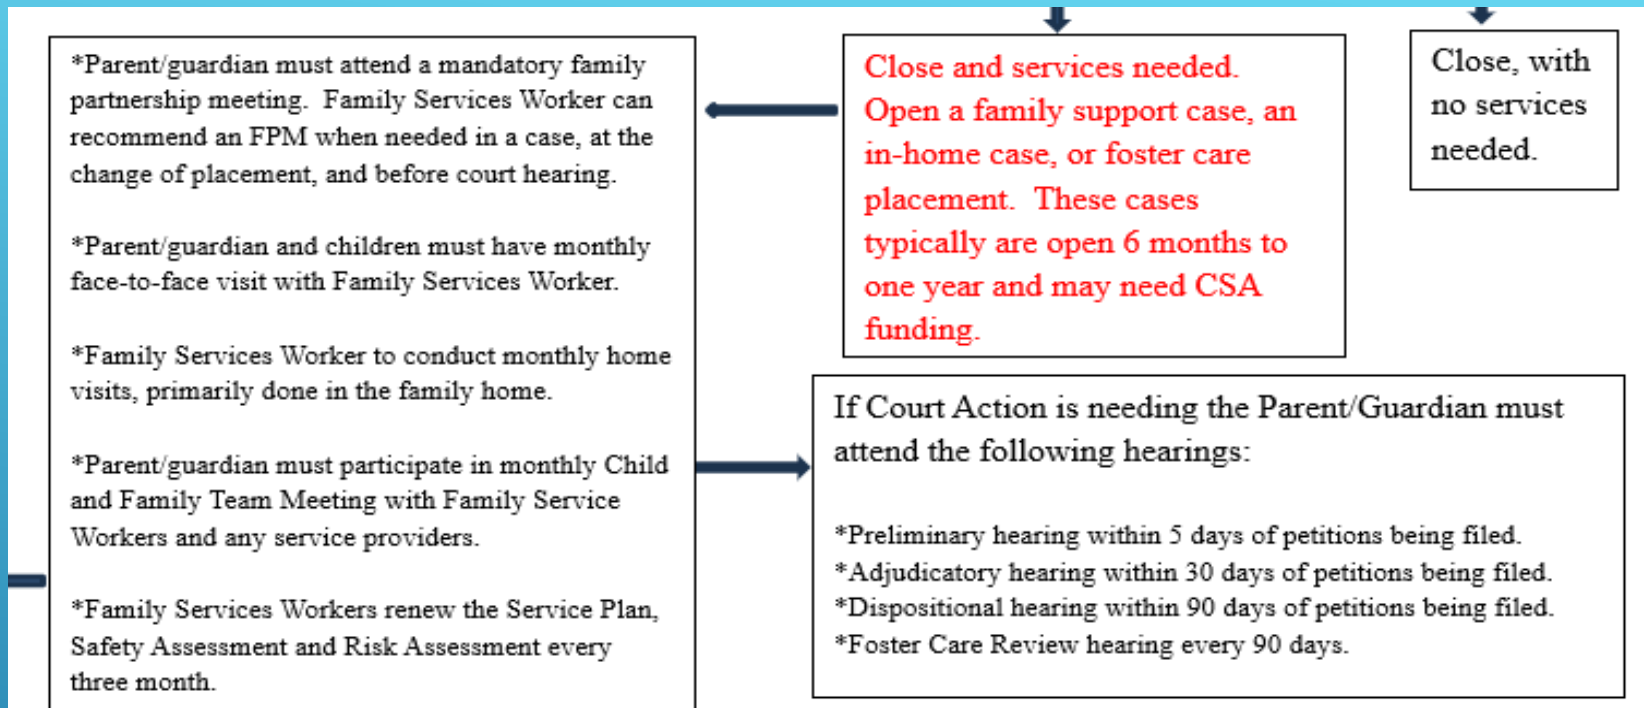 *Parent/guardian must attend a mandatory family
partnership meeting.  Family Services Worker can
recommend an FPM when needed in a case, at the
change of placement, and before court hearing.
*Parent/guardian and children must have monthly
face-to-face visit with Family Services Worker.
*Family Services Worker to conduct monthly home
visits, primarily done in the family home.
*Parent/guardian must participate in monthly Child
and Family Team Meeting with Family Service
Workers and any service providers.
*Family Services Workers renew the Service Plan,
Safety Assessment and Risk Assessment every
three month.
Close and services needed.
Open a family support case, an
in-home case, or foster care
placement.  These cases
typically are open 6 months to
one year and may need CSA
funding.
Close, with
no services
needed.
If Court Action is needing the Parent/Guardian must
attend the following hearings:
*Preliminary hearing within 5 days of petitions being filed.
*Adjudicatory hearing within 30 days of petitions being filed.
*Dispositional hearing within 90 days of petitions being filed.
*Foster Care Review hearing every 90 days.